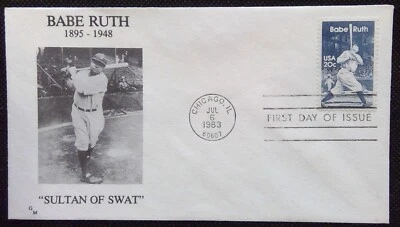 BABE RUTH
1895 - 1948
"SULTAN OF SWAT"
G M
CHICAGO, IL
JUL
6
1983
60607
Babe Ruth
USA
20c
FIRST DAY OF ISSUE